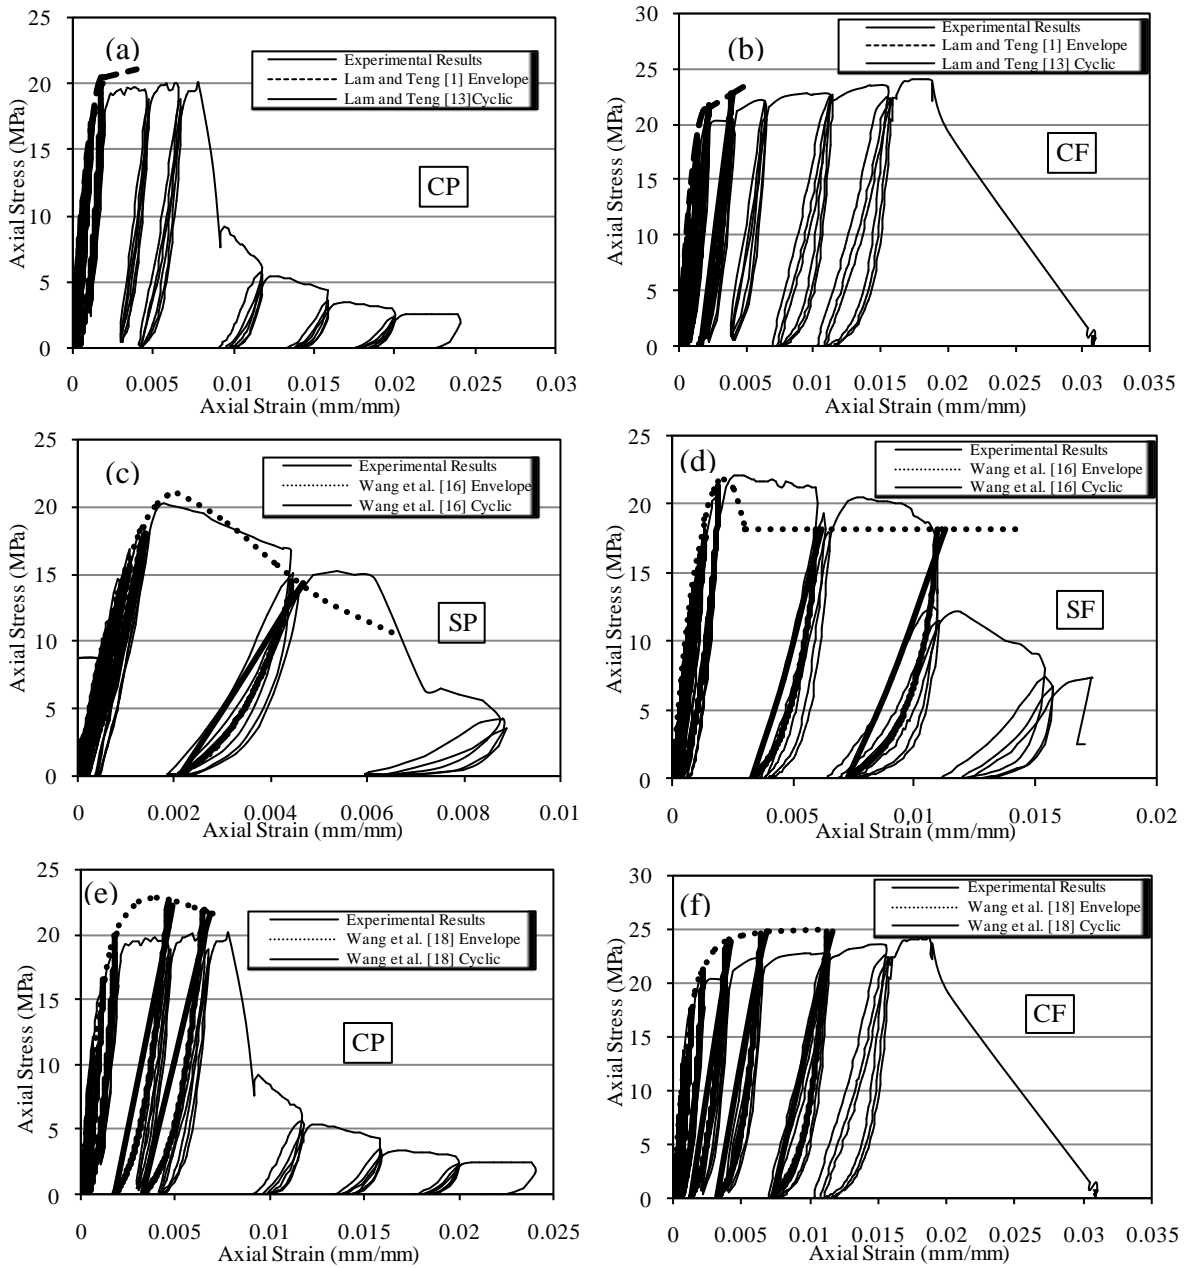 (a)
Experimental Results
Lam and Teng [1] Envelope
Lam and Teng [13]Cyclic
CP
Axial Stress (MPa)
25
20
15
10
5
0
0 0.005 0.01 0.015 0.02 0.025 0.03
Axial Strain (mm/mm)
(b)
Experimental Results
Lam and Teng [1] Envelope
Lam and Teng [13] Cyclic
CF
Axial Stress (MPa)
30
25
20
15
10
5
0
0 0.005 0.01 0.015 0.02 0.025 0.03 0.035
Axial Strain (mm/mm)
(c)
Experimental Results
Wang et al. [16] Envelope
Wang et al. [16] Cyclic
SP
Axial Stress (MPa)
25
20
15
10
5
0
0 0.002 0.004 0.006 0.008 0.01
Axial Strain (mm/mm)
(d)
Experimental Results
Wang et al. [16] Envelope
Wang et al. [16] Cyclic
SF
Axial Stress (MPa)
25
20
15
10
5
0
0 0.005 0.01 0.015 0.02
Axial Strain (mm/mm)
(e)
Experimental Results
Wang et al. [18] Envelope
Wang et al. [18] Cyclic
CP
Axial Stress (MPa)
25
20
15
10
5
0
0 0.005 0.01 0.015 0.02 0.025
Axial Strain (mm/mm)
(f)
Experimental Results
Wang et al. [18] Envelope
Wang et al. [18] Cyclic
CF
Axial Stress (MPa)
30
25
20
15
10
5
0
0 0.005 0.01 0.015 0.02 0.025 0.03 0.035
Axial Strain (mm/mm)